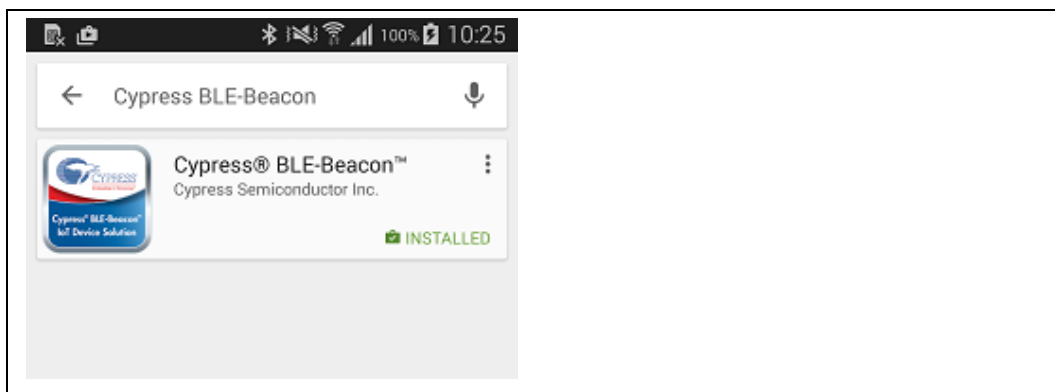 100% 10:25
Cypress BLE-Beacon
Cypress® BLE-Beacon™
Cypress Semiconductor Inc.
CYPRESS
Cypress® BLE-Beacon™
IoT Device Solution
INSTALLED